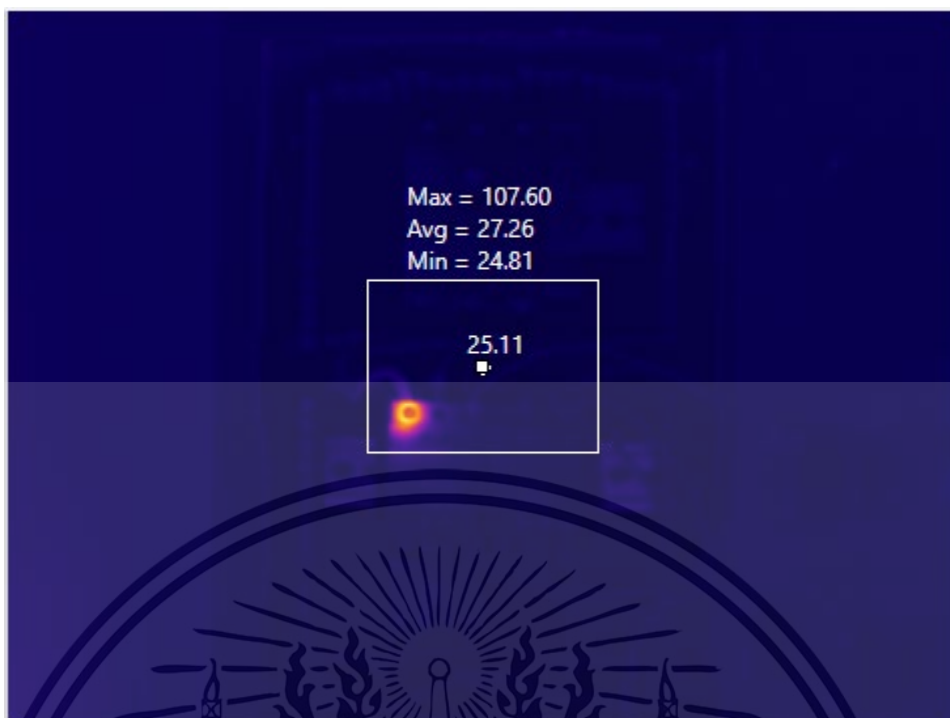 Max = 107.60
Avg = 27.26
Min = 24.81
25.11